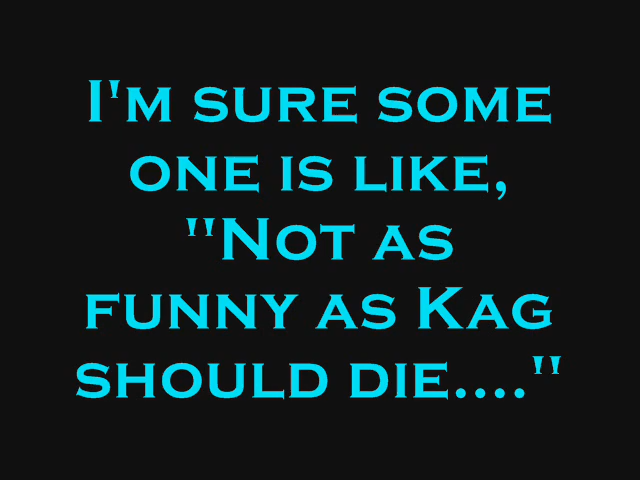 I'm sure some
one is like,
"Not as
funny as Kag
should die...."